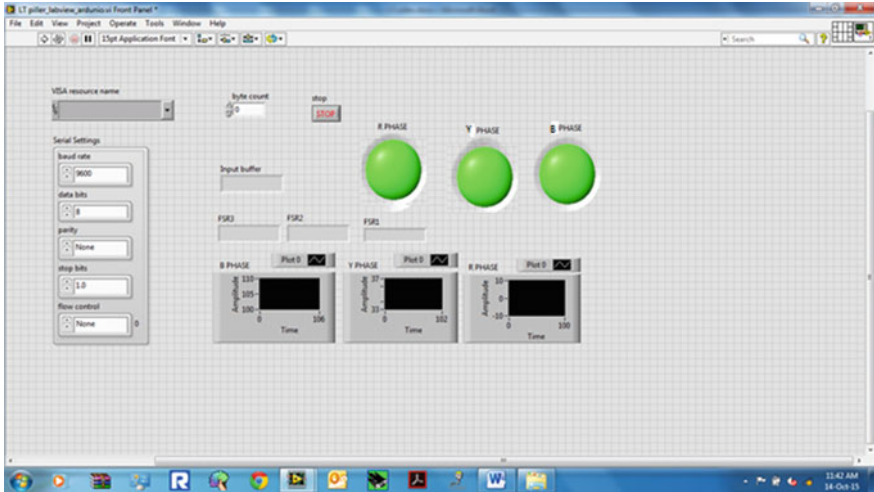 LT piller_labview_ardunio.vi Front Panel *
File Edit View Project Operate Tools Window Help
15pt Application Font
Search
VISA resource name
byte count
0
stop
STOP
R PHASE
Y PHASE
B PHASE
Serial Settings
baud rate
9600
data bits
8
parity
None
stop bits
1.0
flow control
None
0
Input buffer
FSR3
FSR2
FSR1
B PHASE
Plot 0
Amplitude
110
105
100
0
106
Time
Y PHASE
Plot 0
Amplitude
37
33
0
102
Time
R PHASE
Plot 0
Amplitude
10
0
-10
0
100
Time
11:42 AM
14-Oct-15